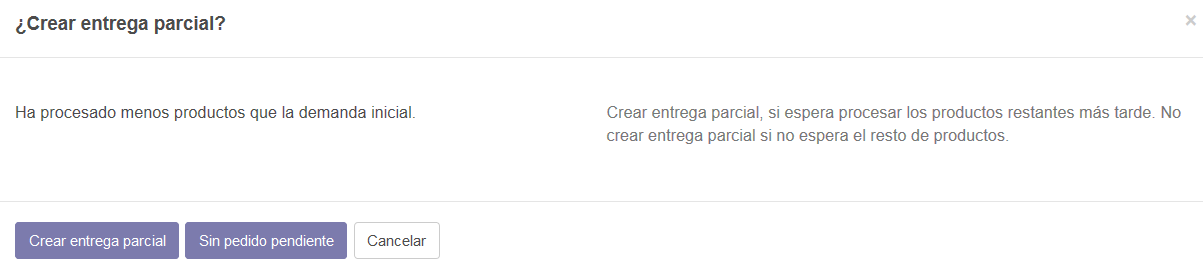 ¿Crear entrega parcial?
×
Ha procesado menos productos que la demanda inicial.
Crear entrega parcial, si espera procesar los productos restantes más tarde. No
crear entrega parcial si no espera el resto de productos.
Crear entrega parcial
Sin pedido pendiente
Cancelar